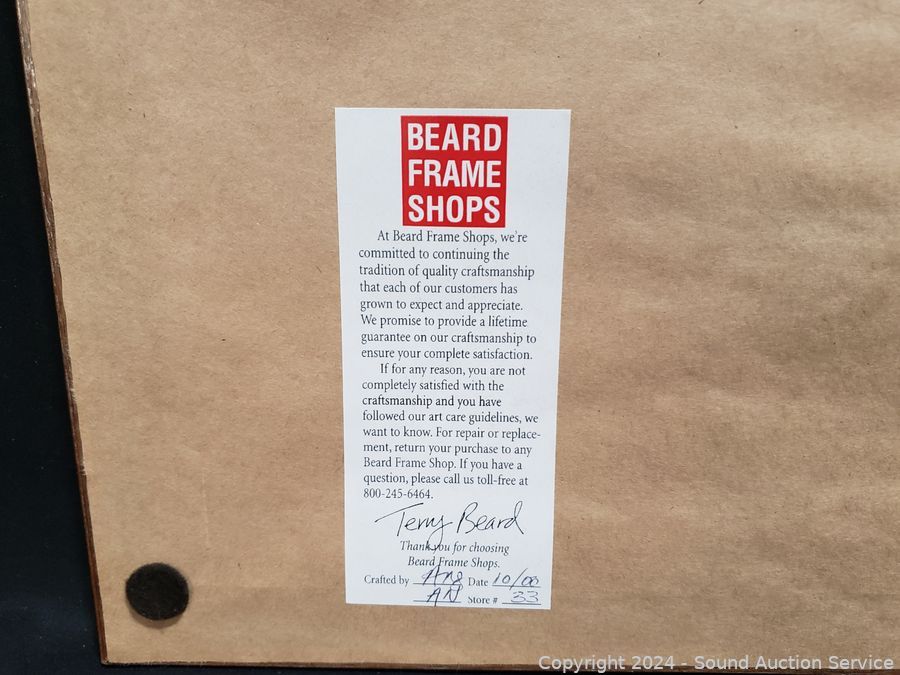 BEARD
FRAME
SHOPS
At Beard Frame Shops, we're
committed to continuing the
tradition of quality craftsmanship
that each of our customers has
grown to expect and appreciate.
We promise to provide a lifetime
guarantee on our craftsmanship to
ensure your complete satisfaction.
If for any reason, you are not
completely satisfied with the
craftsmanship and you have
followed our art care guidelines, we
want to know. For repair or replace-
ment, return your purchase to any
Beard Frame Shop. If you have a
question, please call us toll-free at
800-245-6464.
Terry Beard
Thank you for choosing
Beard Frame Shops.
Crafted by Date 10/00
AN Store # 33
Copyright 2024 - Sound Auction Service